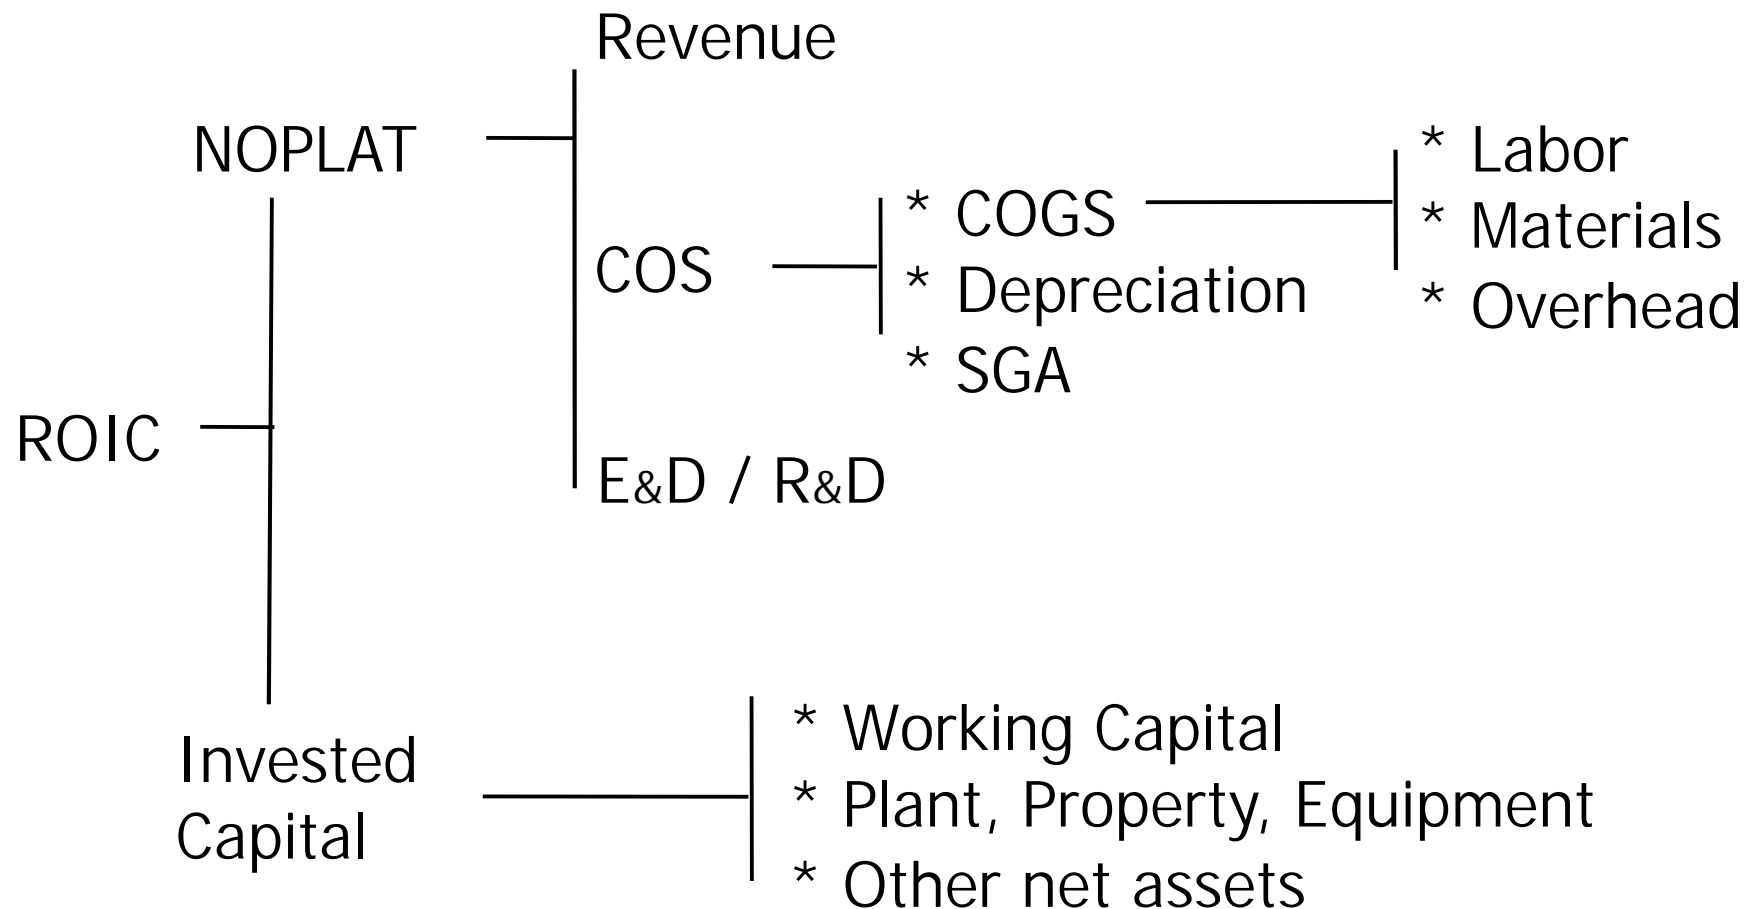 Revenue
NOPLAT
* Labor
* COGS
* Materials
COS
* Depreciation
* Overhead
* SGA
ROIC
E&D / R&D
Invested
Capital
* Working Capital
* Plant, Property, Equipment
* Other net assets